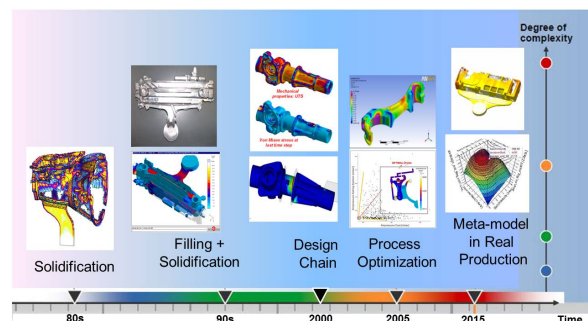 Degree of
complexity
Mechanical
properties: UTS
Von Mises stress at
last time step
Solidification
Filling +
Solidification
Design
Chain
Process
Optimization
Meta-model
in Real
Production
80s
90s
2000
2005
2015
Time